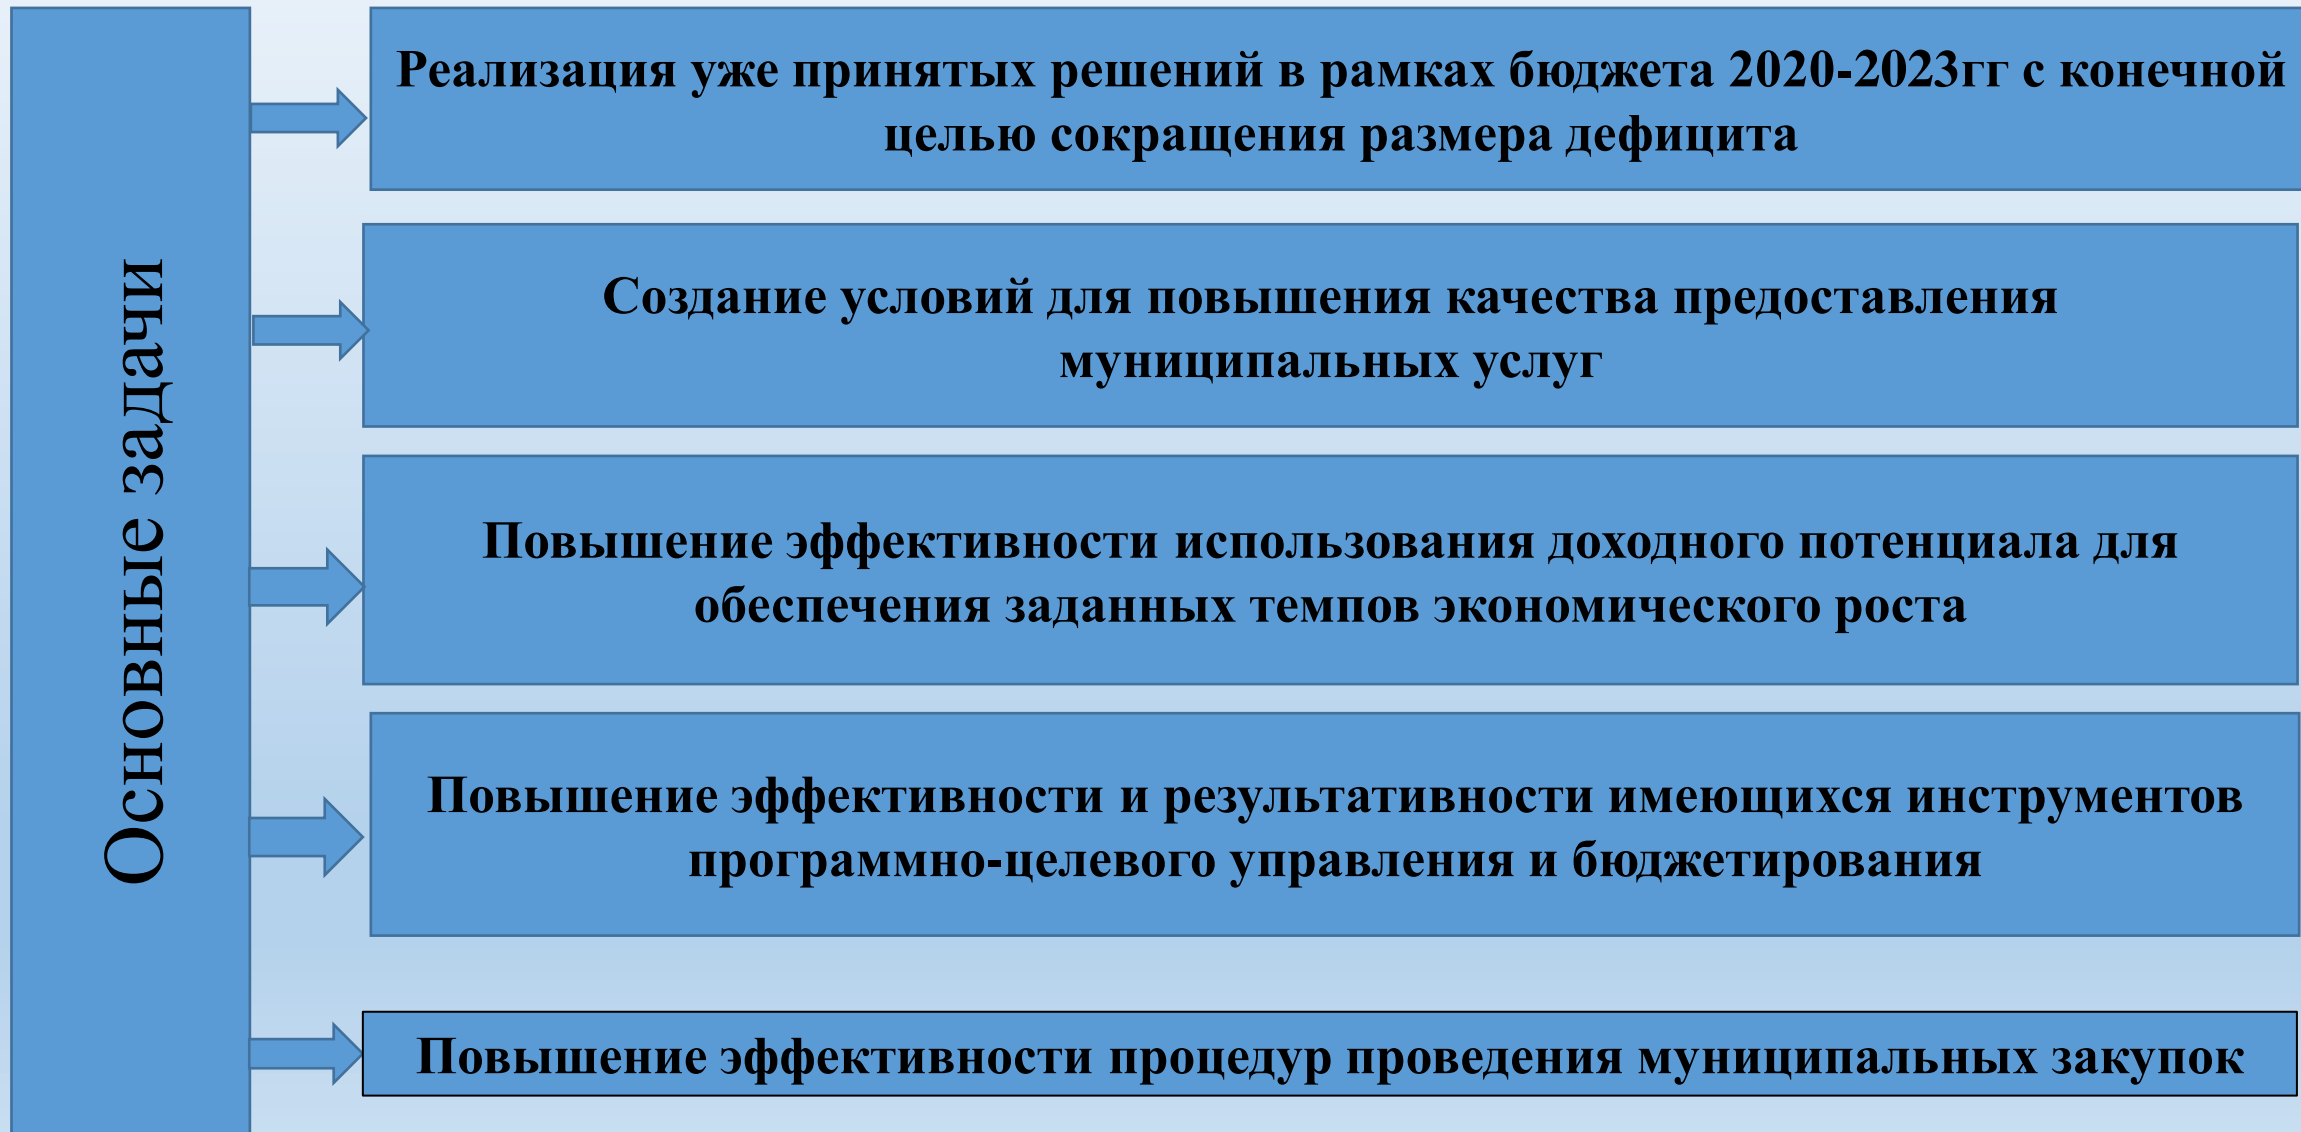 Основные задачи
Реализация уже принятых решений в рамках бюджета 2020-2023гг с конечной
целью сокращения размера дефицита
Создание условий для повышения качества предоставления
муниципальных услуг
Повышение эффективности использования доходного потенциала для
обеспечения заданных темпов экономического роста
Повышение эффективности и результативности имеющихся инструментов
программно-целевого управления и бюджетирования
Повышение эффективности процедур проведения муниципальных закупок